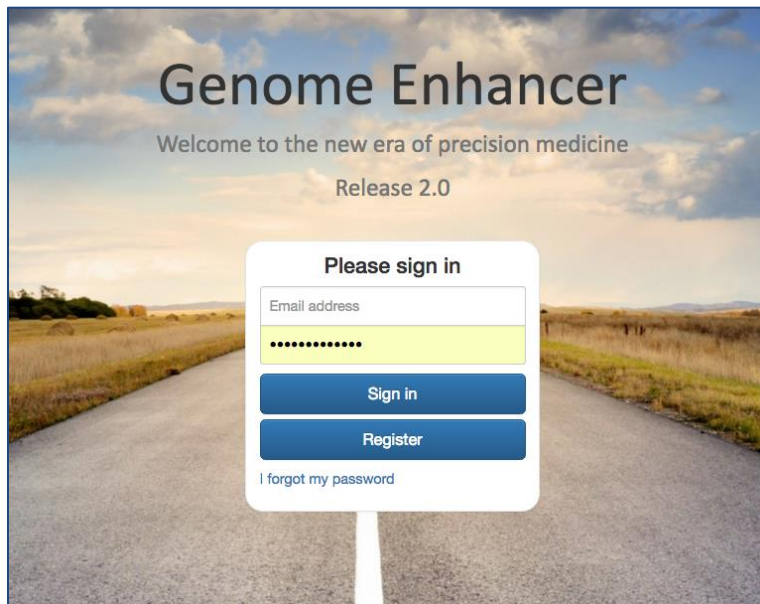 Genome Enhancer
Welcome to the new era of precision medicine
Release 2.0
Please sign in
Email address
•••••••••••••
Sign in
Register
I forgot my password